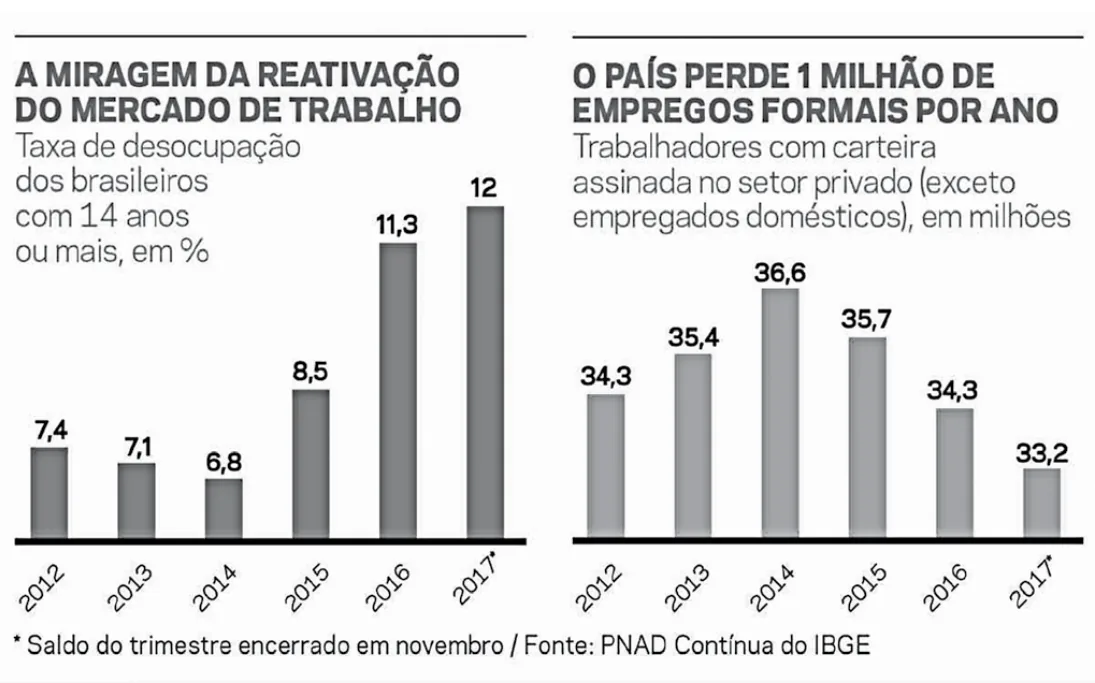 A MIRAGEM DA REATIVAÇÃO
DO MERCADO DE TRABALHO
Taxa de desocupação
dos brasileiros
com 14 anos
ou mais, em %
7,4
7,1
6,8
8,5
11,3
12
2012
2013
2014
2015
2016
2017*
O PAÍS PERDE 1 MILHÃO DE
EMPREGOS FORMAIS POR ANO
Trabalhadores com carteira
assinada no setor privado (exceto
empregados domésticos), em milhões
34,3
35,4
36,6
35,7
34,3
33,2
2012
2013
2014
2015
2016
2017*
* Saldo do trimestre encerrado em novembro / Fonte: PNAD Contínua do IBGE